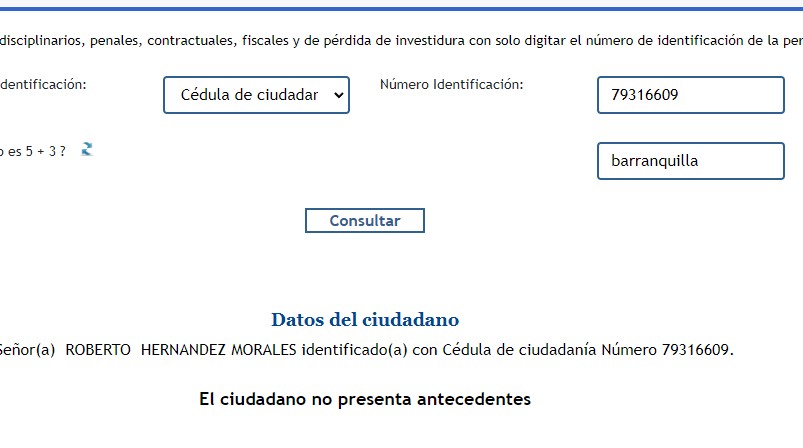 disciplinarios, penales, contractuales, fiscales y de pérdida de investidura con solo digitar el número de identificación de la per
dentificación: Cédula de ciudadar Número Identificación: 79316609
o es 5 + 3 ? barranquilla
Consultar
Datos del ciudadano
Señor(a) ROBERTO HERNANDEZ MORALES identificado(a) con Cédula de ciudadanía Número 79316609.
El ciudadano no presenta antecedentes